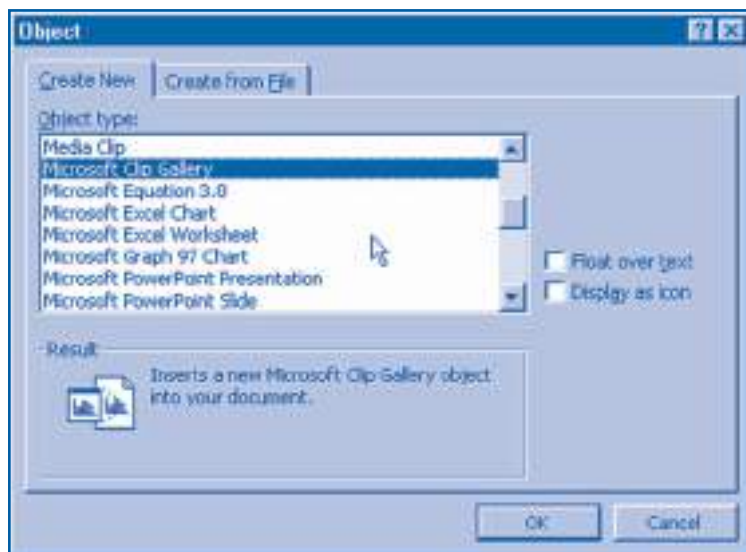 Object
Create New
Create from File
Object type:
Media Clip
Microsoft Clip Gallery
Microsoft Equation 3.0
Microsoft Excel Chart
Microsoft Excel Worksheet
Microsoft Graph 97 Chart
Microsoft PowerPoint Presentation
Microsoft PowerPoint Slide
Float over text
Display as icon
Result
Inserts a new Microsoft Clip Gallery object
into your document.
OK
Cancel